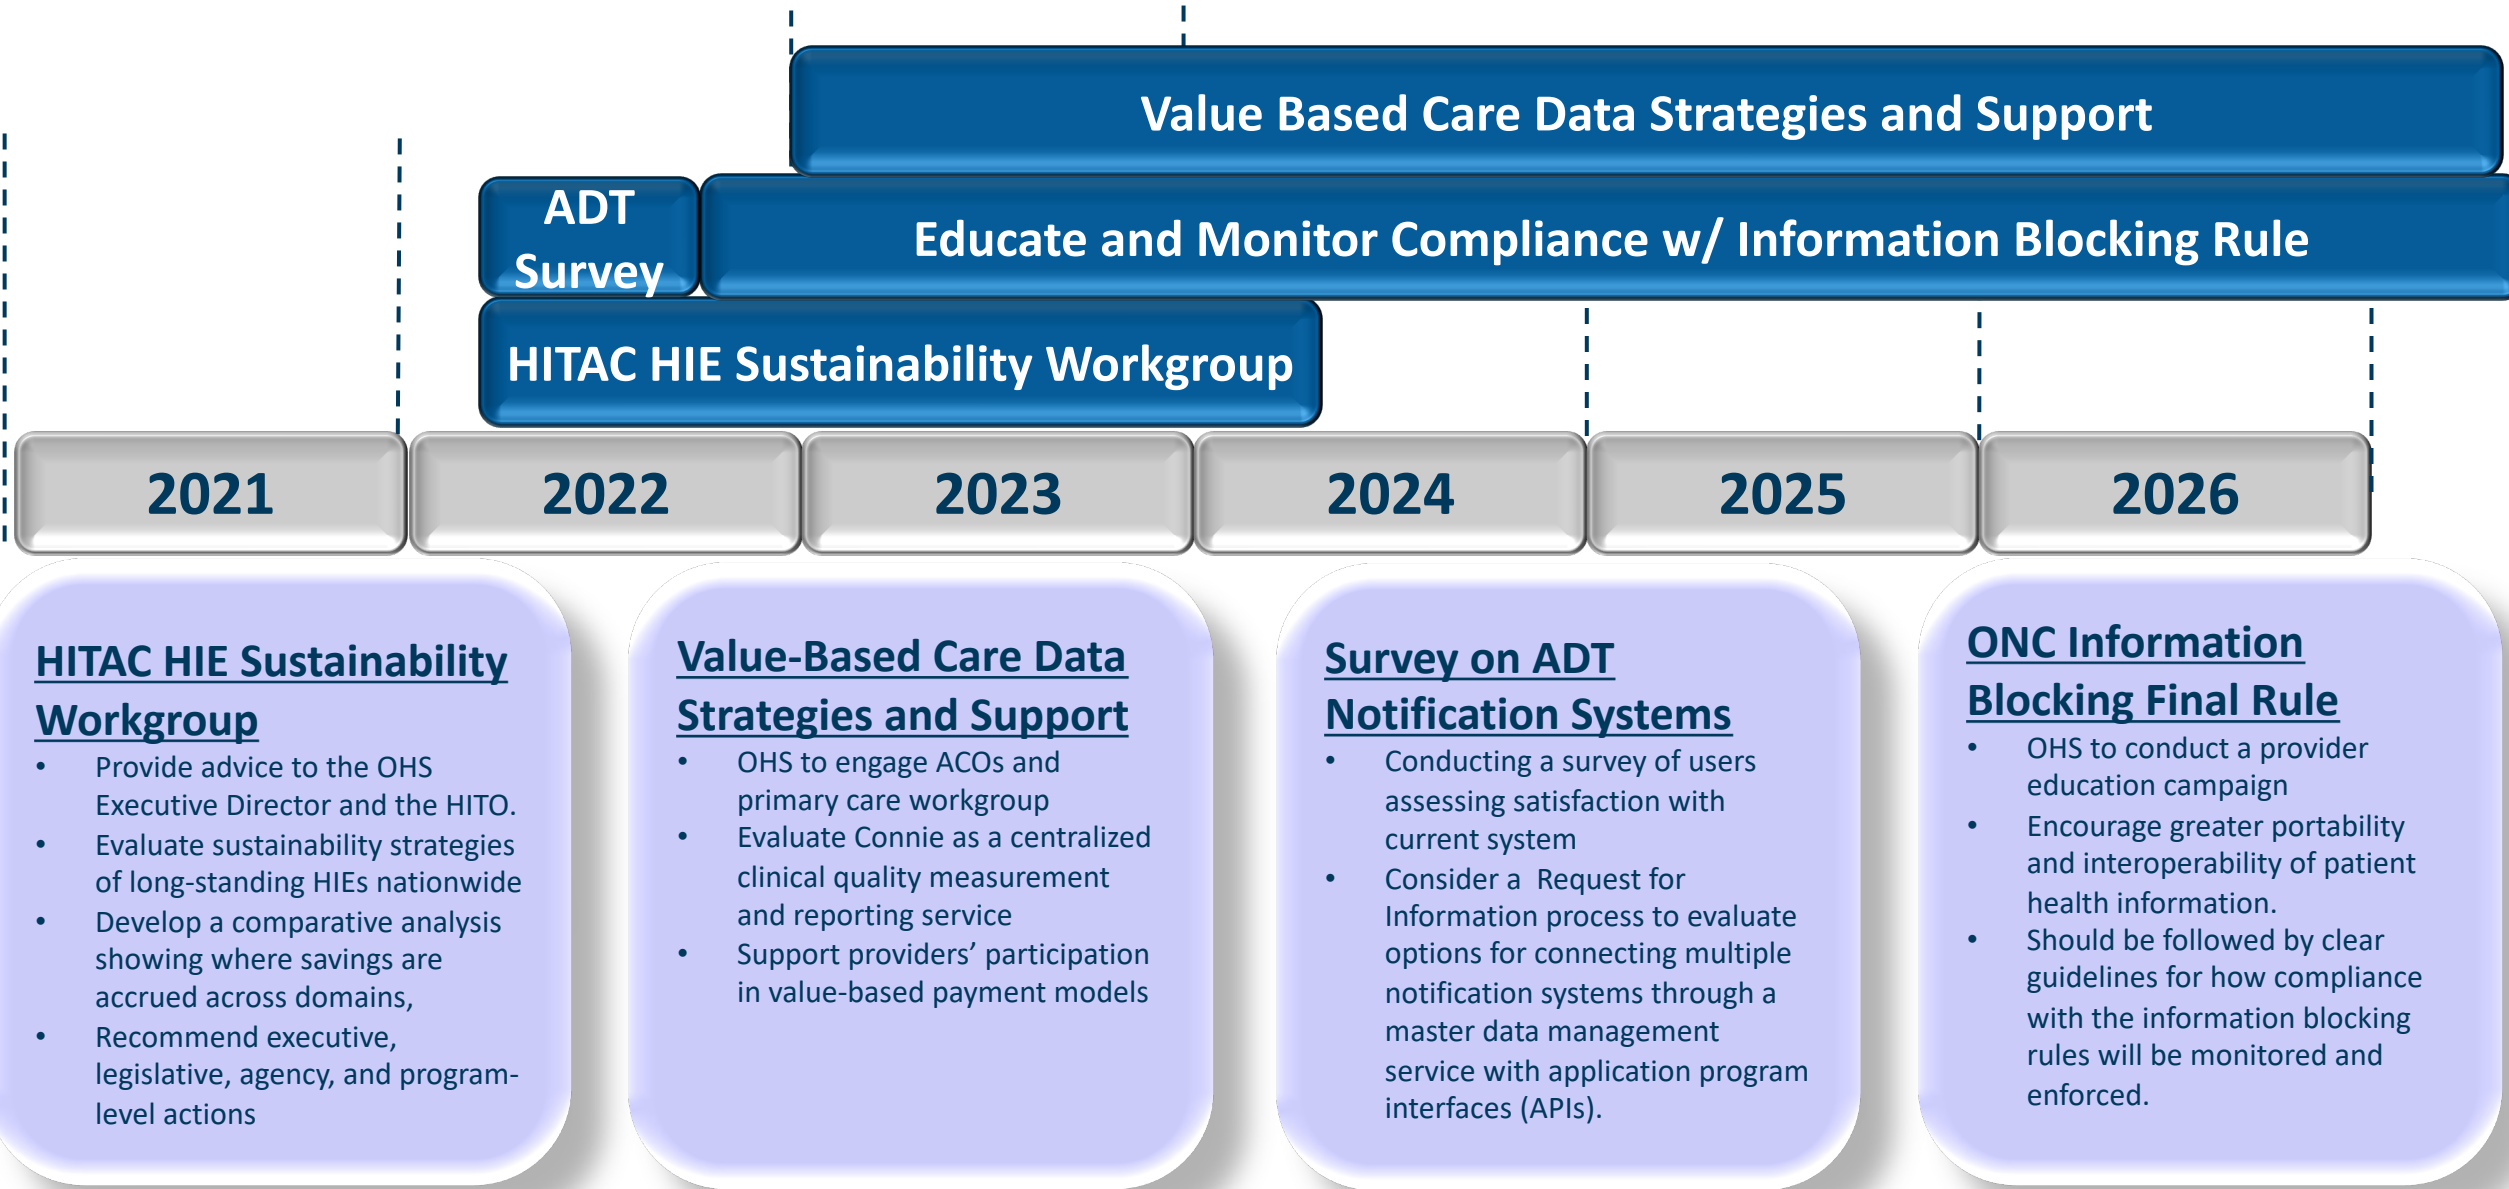 Value Based Care Data Strategies and Support
ADT
Survey
Educate and Monitor Compliance w/ Information Blocking Rule
HITAC HIE Sustainability Workgroup
2021
2022
2023
2024
2025
2026
HITAC HIE Sustainability
Workgroup
• Provide advice to the OHS
Executive Director and the HITO.
• Evaluate sustainability strategies
of long-standing HIEs nationwide
• Develop a comparative analysis
showing where savings are
accrued across domains,
• Recommend executive,
legislative, agency, and program-
level actions
Value-Based Care Data
Strategies and Support
• OHS to engage ACOs and
primary care workgroup
• Evaluate Connie as a centralized
clinical quality measurement
and reporting service
• Support providers’ participation
in value-based payment models
Survey on ADT
Notification Systems
• Conducting a survey of users
assessing satisfaction with
current system
• Consider a Request for
Information process to evaluate
options for connecting multiple
notification systems through a
master data management
service with application program
interfaces (APIs).
ONC Information
Blocking Final Rule
• OHS to conduct a provider
education campaign
• Encourage greater portability
and interoperability of patient
health information.
• Should be followed by clear
guidelines for how compliance
with the information blocking
rules will be monitored and
enforced.